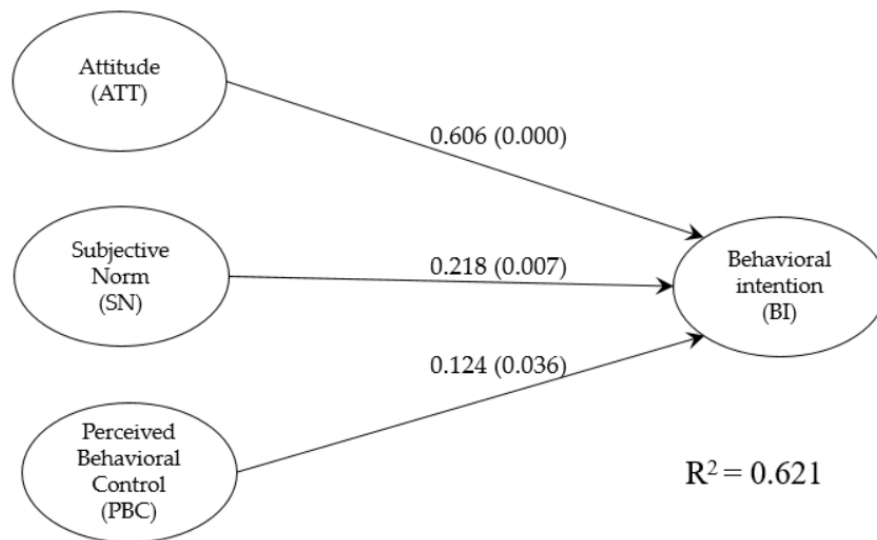 Attitude
(ATT)
0.606 (0.000)
Subjective
Norm
(SN)
0.218 (0.007)
Behavioral
intention
(BI)
0.124 (0.036)
Perceived
Behavioral
Control
(PBC)
R² = 0.621